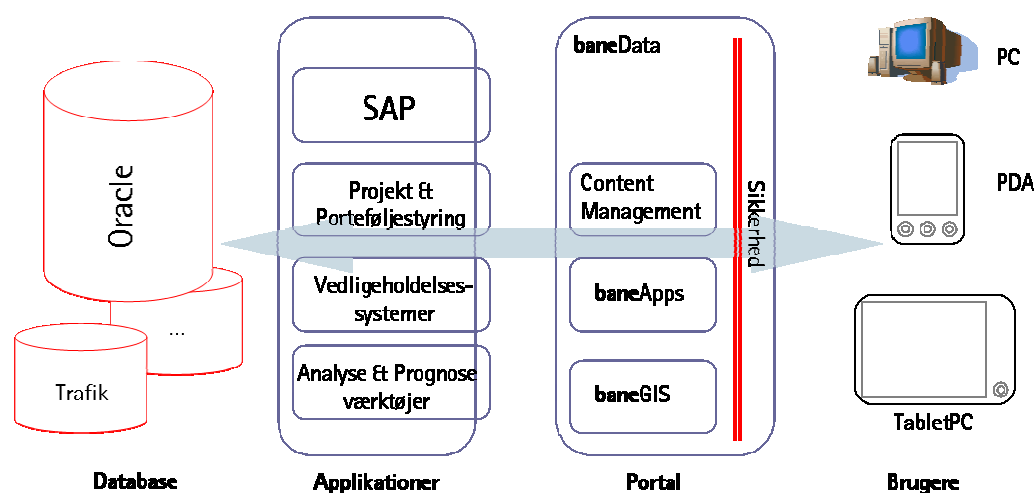 Oracle
...
Trafik
Database
SAP
Projekt &
Porteføljestyring
Vedligeholdelses-
systemer
Analyse & Prognose
værktøjer
Applikationer
baneData
Content
Management
baneApps
baneGIS
Sikkerhed
Portal
PC
PDA
TabletPC
Brugere